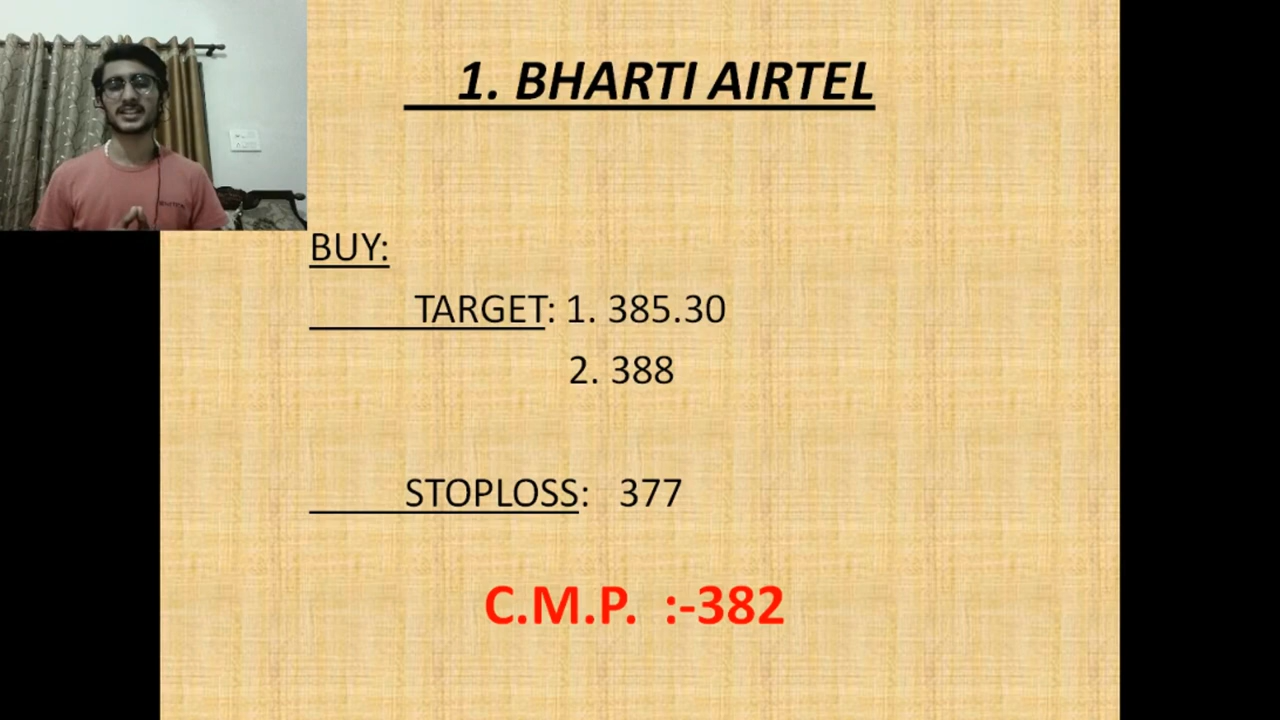 1. BHARTI AIRTEL
BUY:
TARGET: 1. 385.30
2. 388
STOPLOSS: 377
C.M.P. :-382